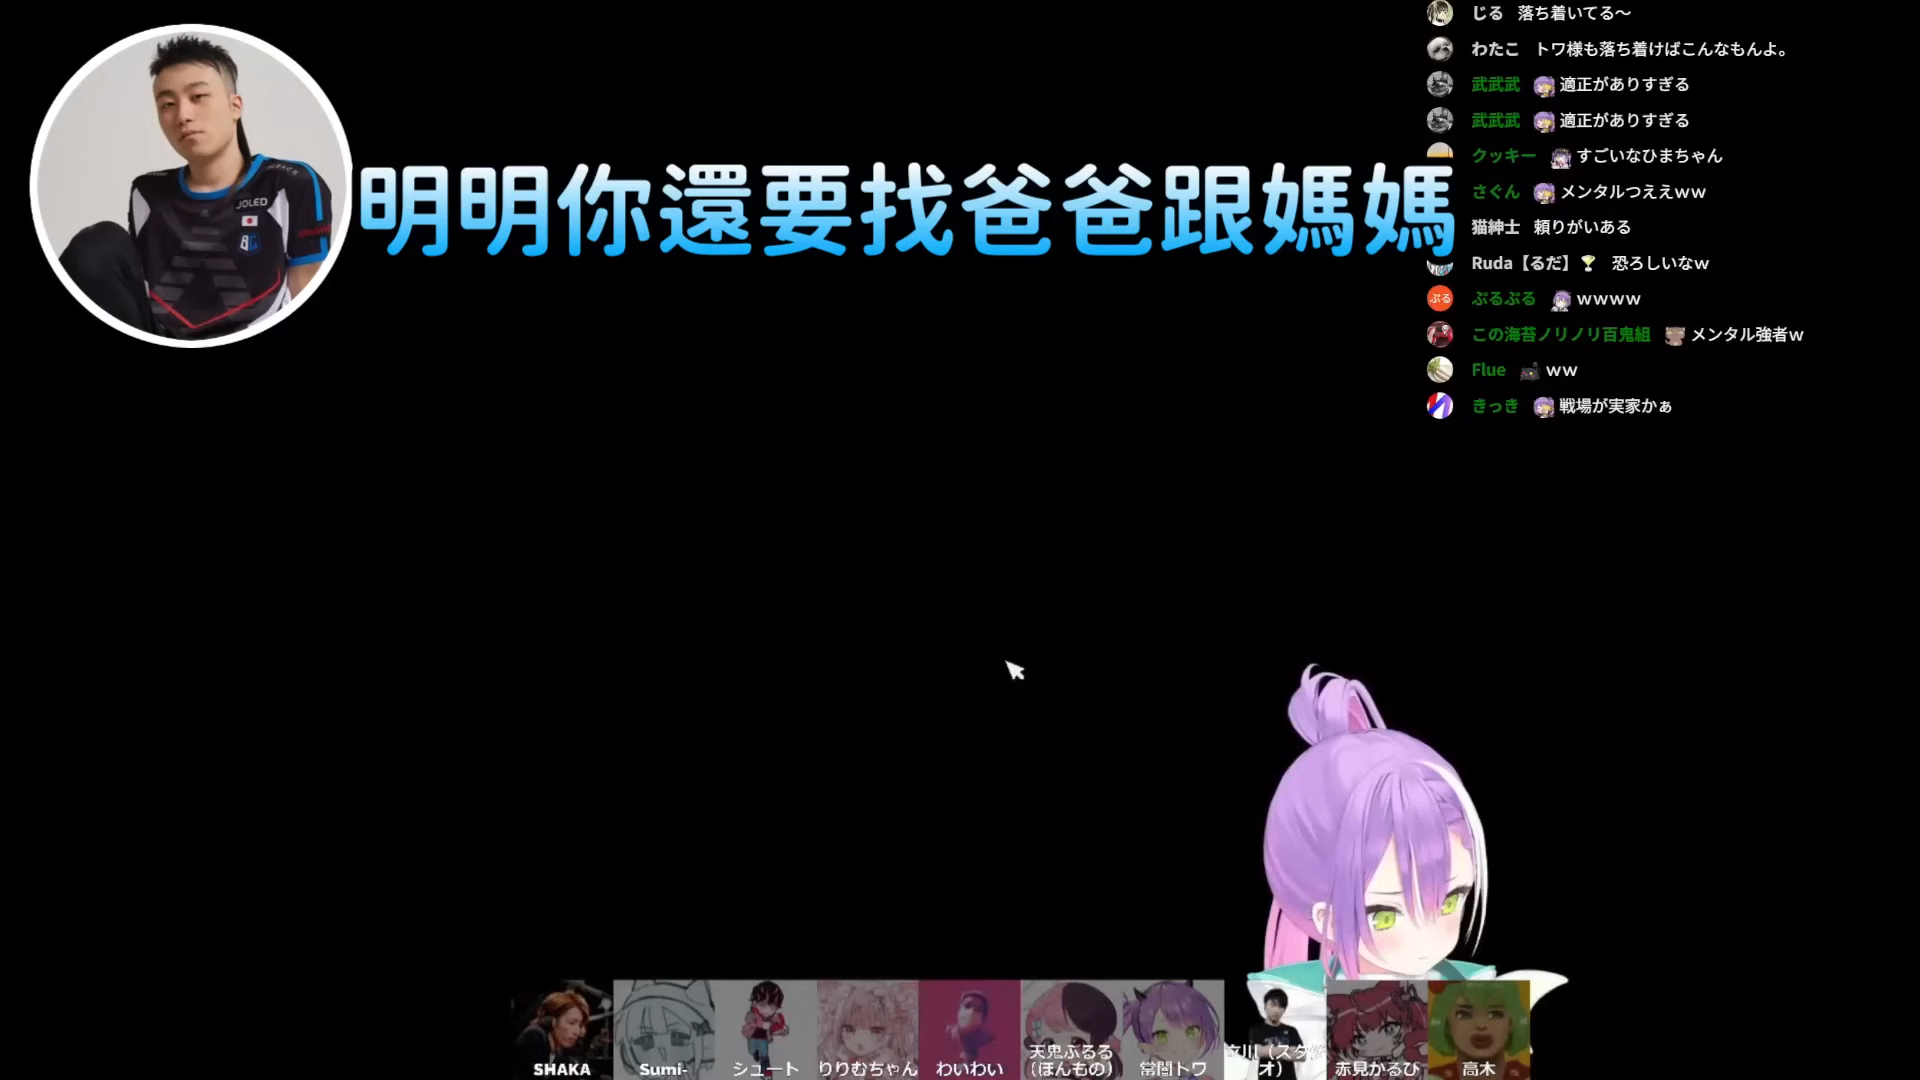 じる 落ち着いてる〜
わたこ トワ様も落ち着けばこんなもんよ。
武武武 適正がありすぎる
武武武 適正がありすぎる
クッキー すごいなひまちゃん
さぐん メンタルつええｗｗ
猫紳士 頼りがいある
Ruda【るだ】 恐ろしいなｗ
ぷる ぷるぷる ｗｗｗｗ
この海苔ノリノリ百鬼組 メンタル強者ｗ
Flue ｗｗ
きっき 戦場が実家かぁ
明明你還要找爸爸跟媽媽
JOLED
SHAKA
Sumi-
シュート
りりむちゃん
わいわい
天鬼ぷるる
（ほんもの）
常闇トワ
立川（スタヂ
オ）
赤見かるび
高木